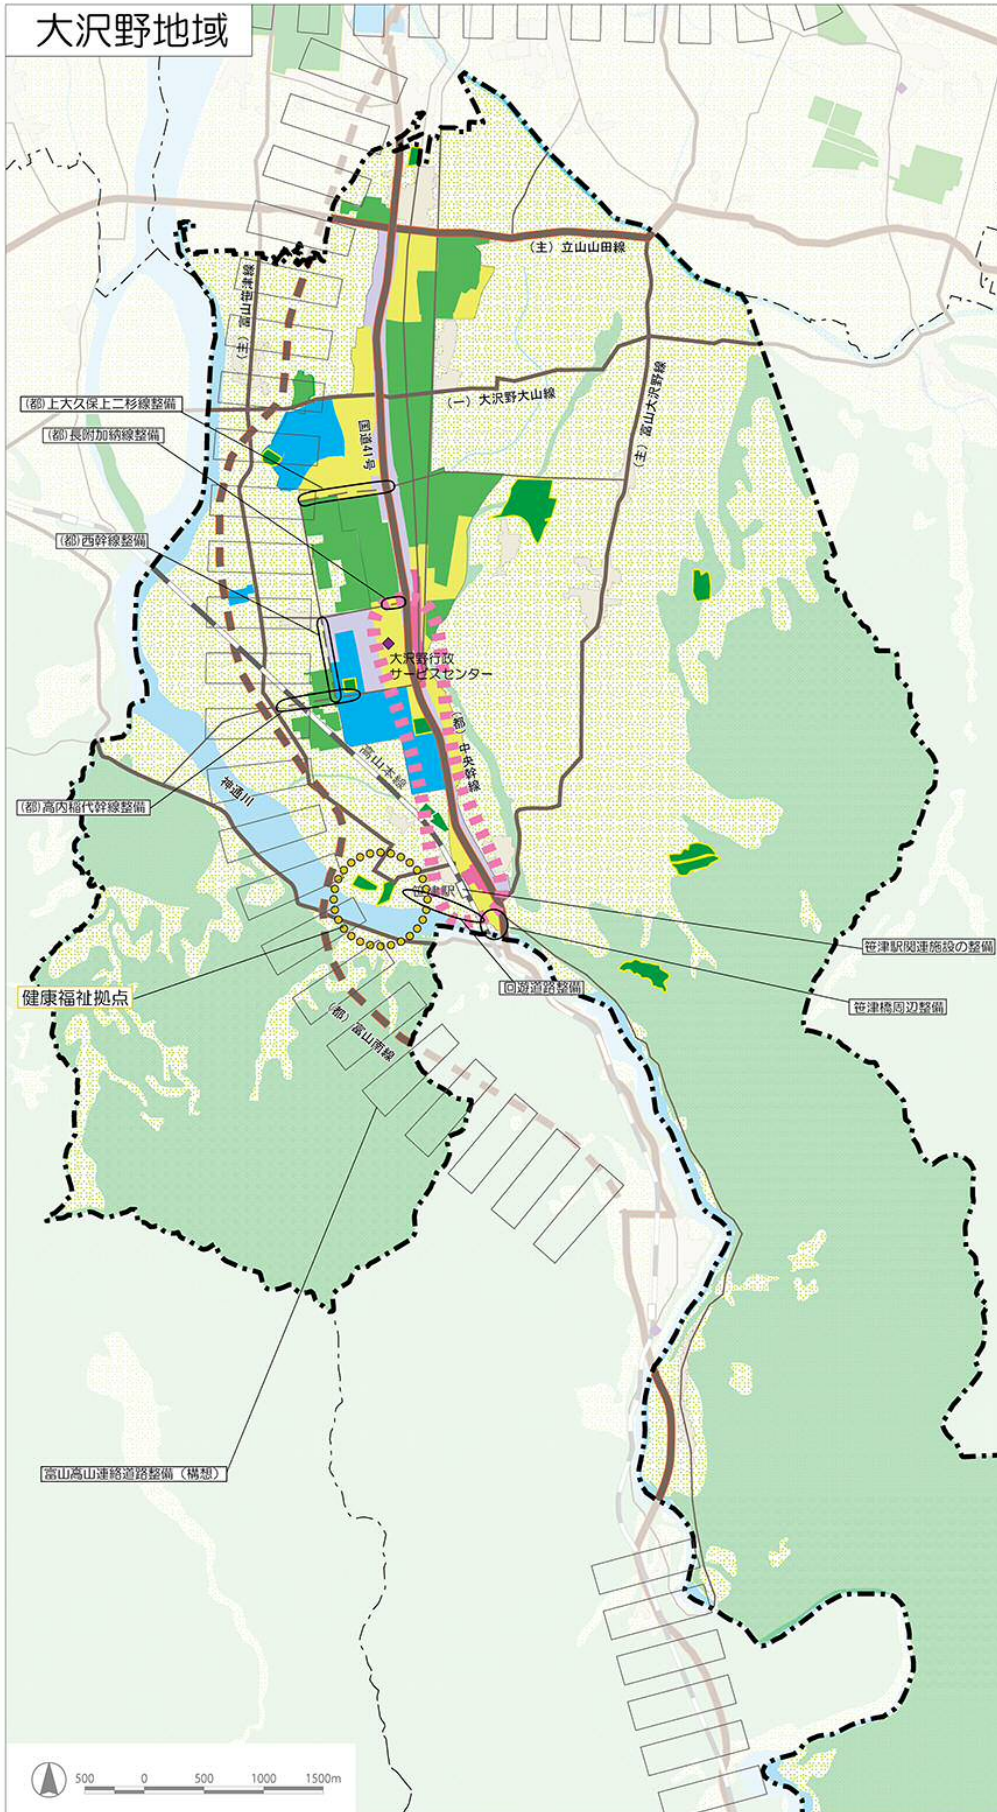 大沢野地域
(主)立山山田線
(主)富山笹津線
(都)上大久保上二杉線整備
(一)大沢野大山線
(主)富山大沢野線
(都)長附加納線整備
国道41号
(都)西幹線整備
大沢野行政
サービスセンター
(都)中央幹線
高山本線
神通川
(都)高内稲代幹線整備
笹津駅
笹津駅関連施設の整備
健康福祉拠点
回遊道路整備
笹津橋周辺整備
(都)富山南線
富山高山連絡道路整備(構想)
500 0 500 1000 1500m